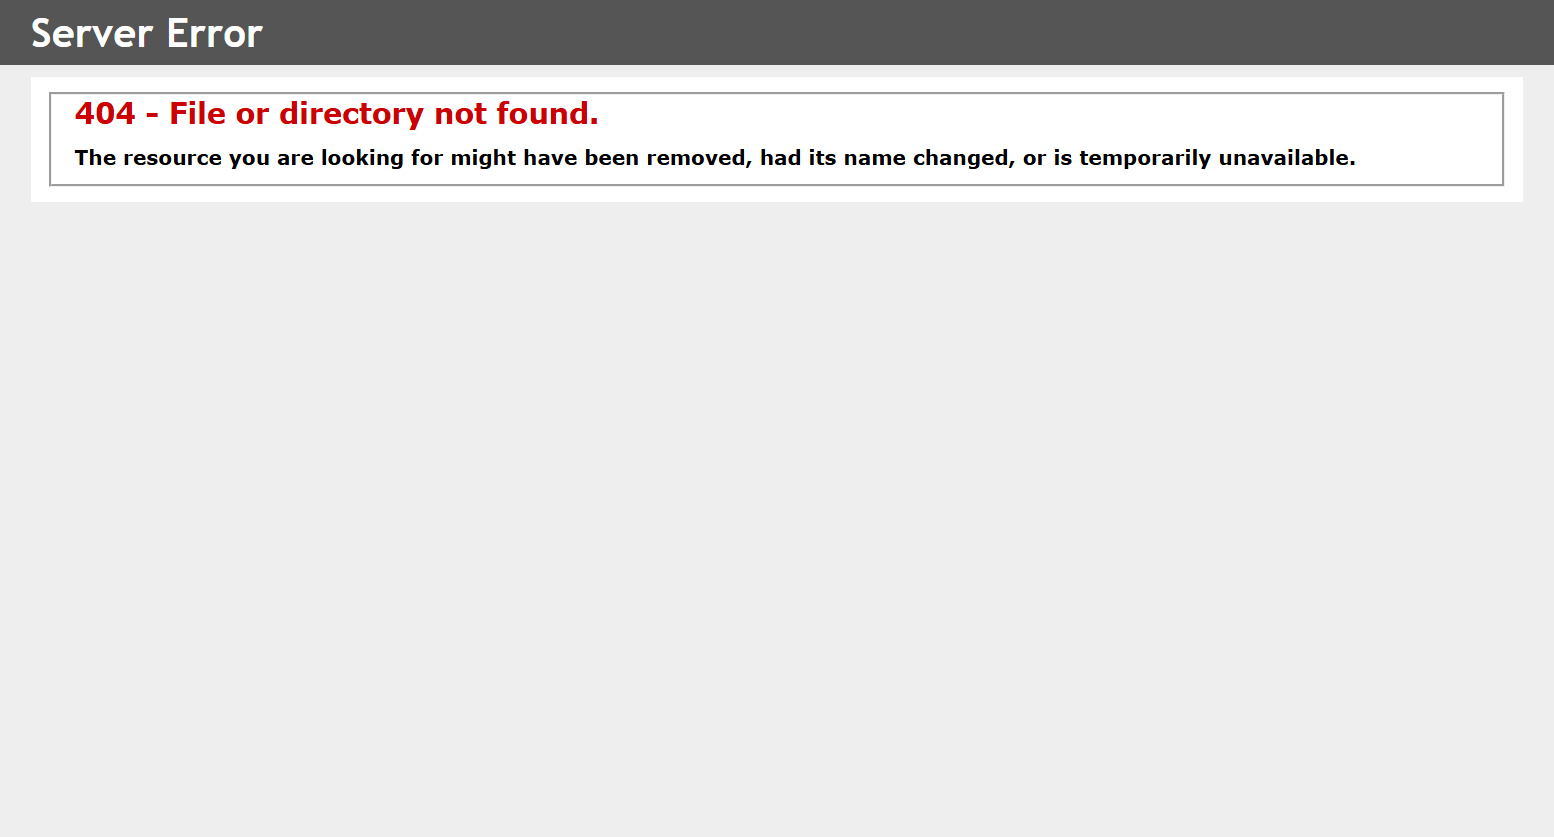 Server Error
404 - File or directory not found.
The resource you are looking for might have been removed, had its name changed, or is temporarily unavailable.